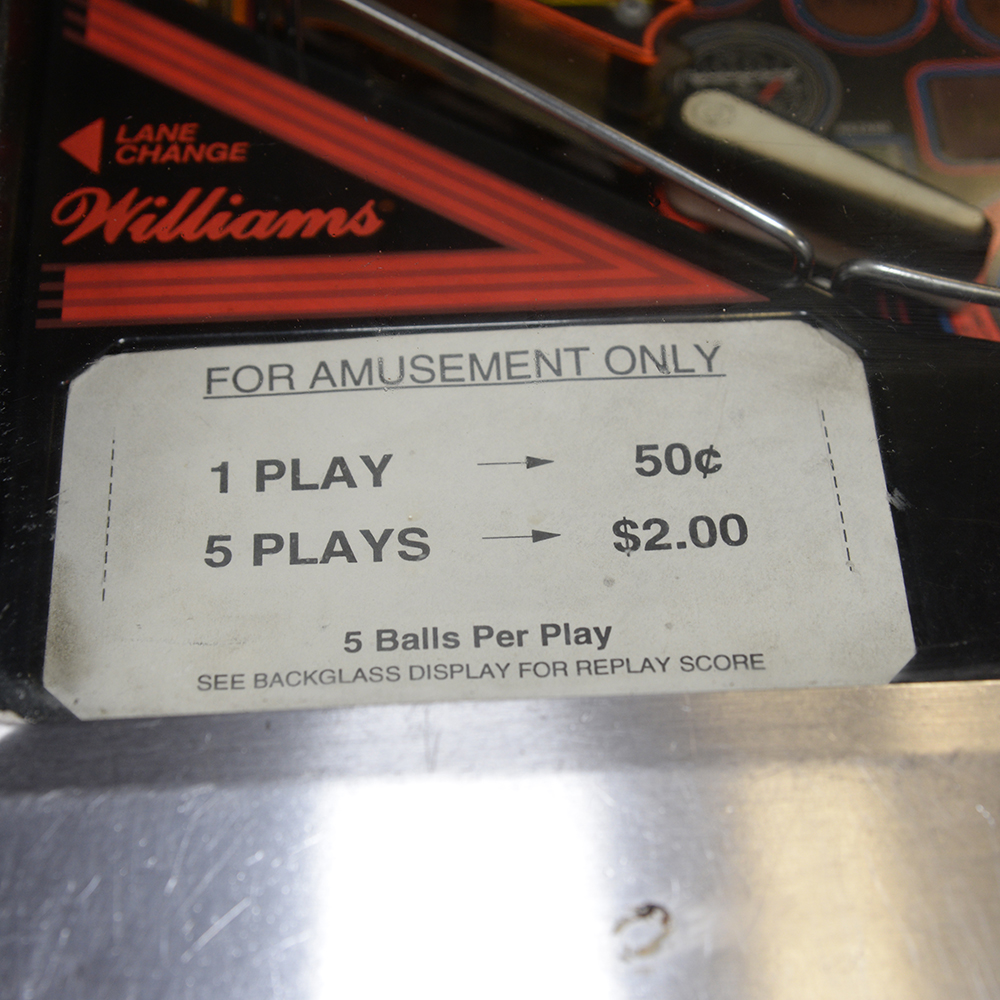 LANE
CHANGE
Williams
FOR AMUSEMENT ONLY
1 PLAY → 50¢
5 PLAYS → $2.00
5 Balls Per Play
SEE BACKGLASS DISPLAY FOR REPLAY SCORE